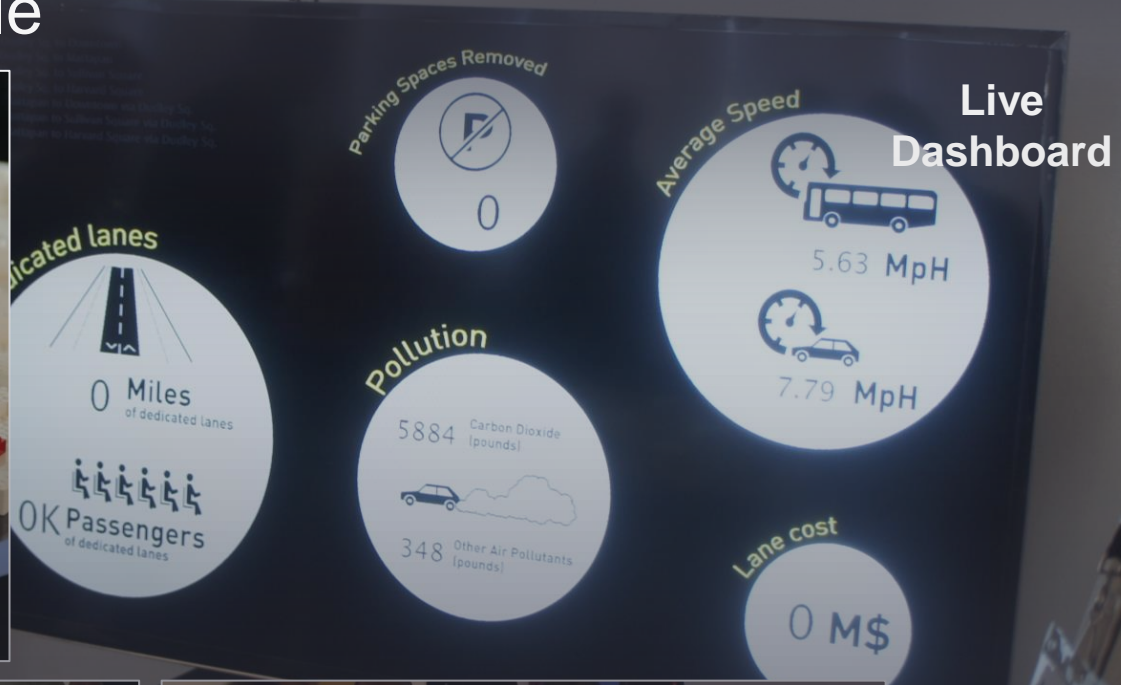 Live
Dashboard
Parking Spaces Removed
P
0
Average Speed
5.63 MpH
7.79 MpH
dicated lanes
0 Miles
of dedicated lanes
0K Passengers
of dedicated lanes
Pollution
5884 Carbon Dioxide
(pounds)
348 Other Air Pollutants
(pounds)
Lane cost
0 M$